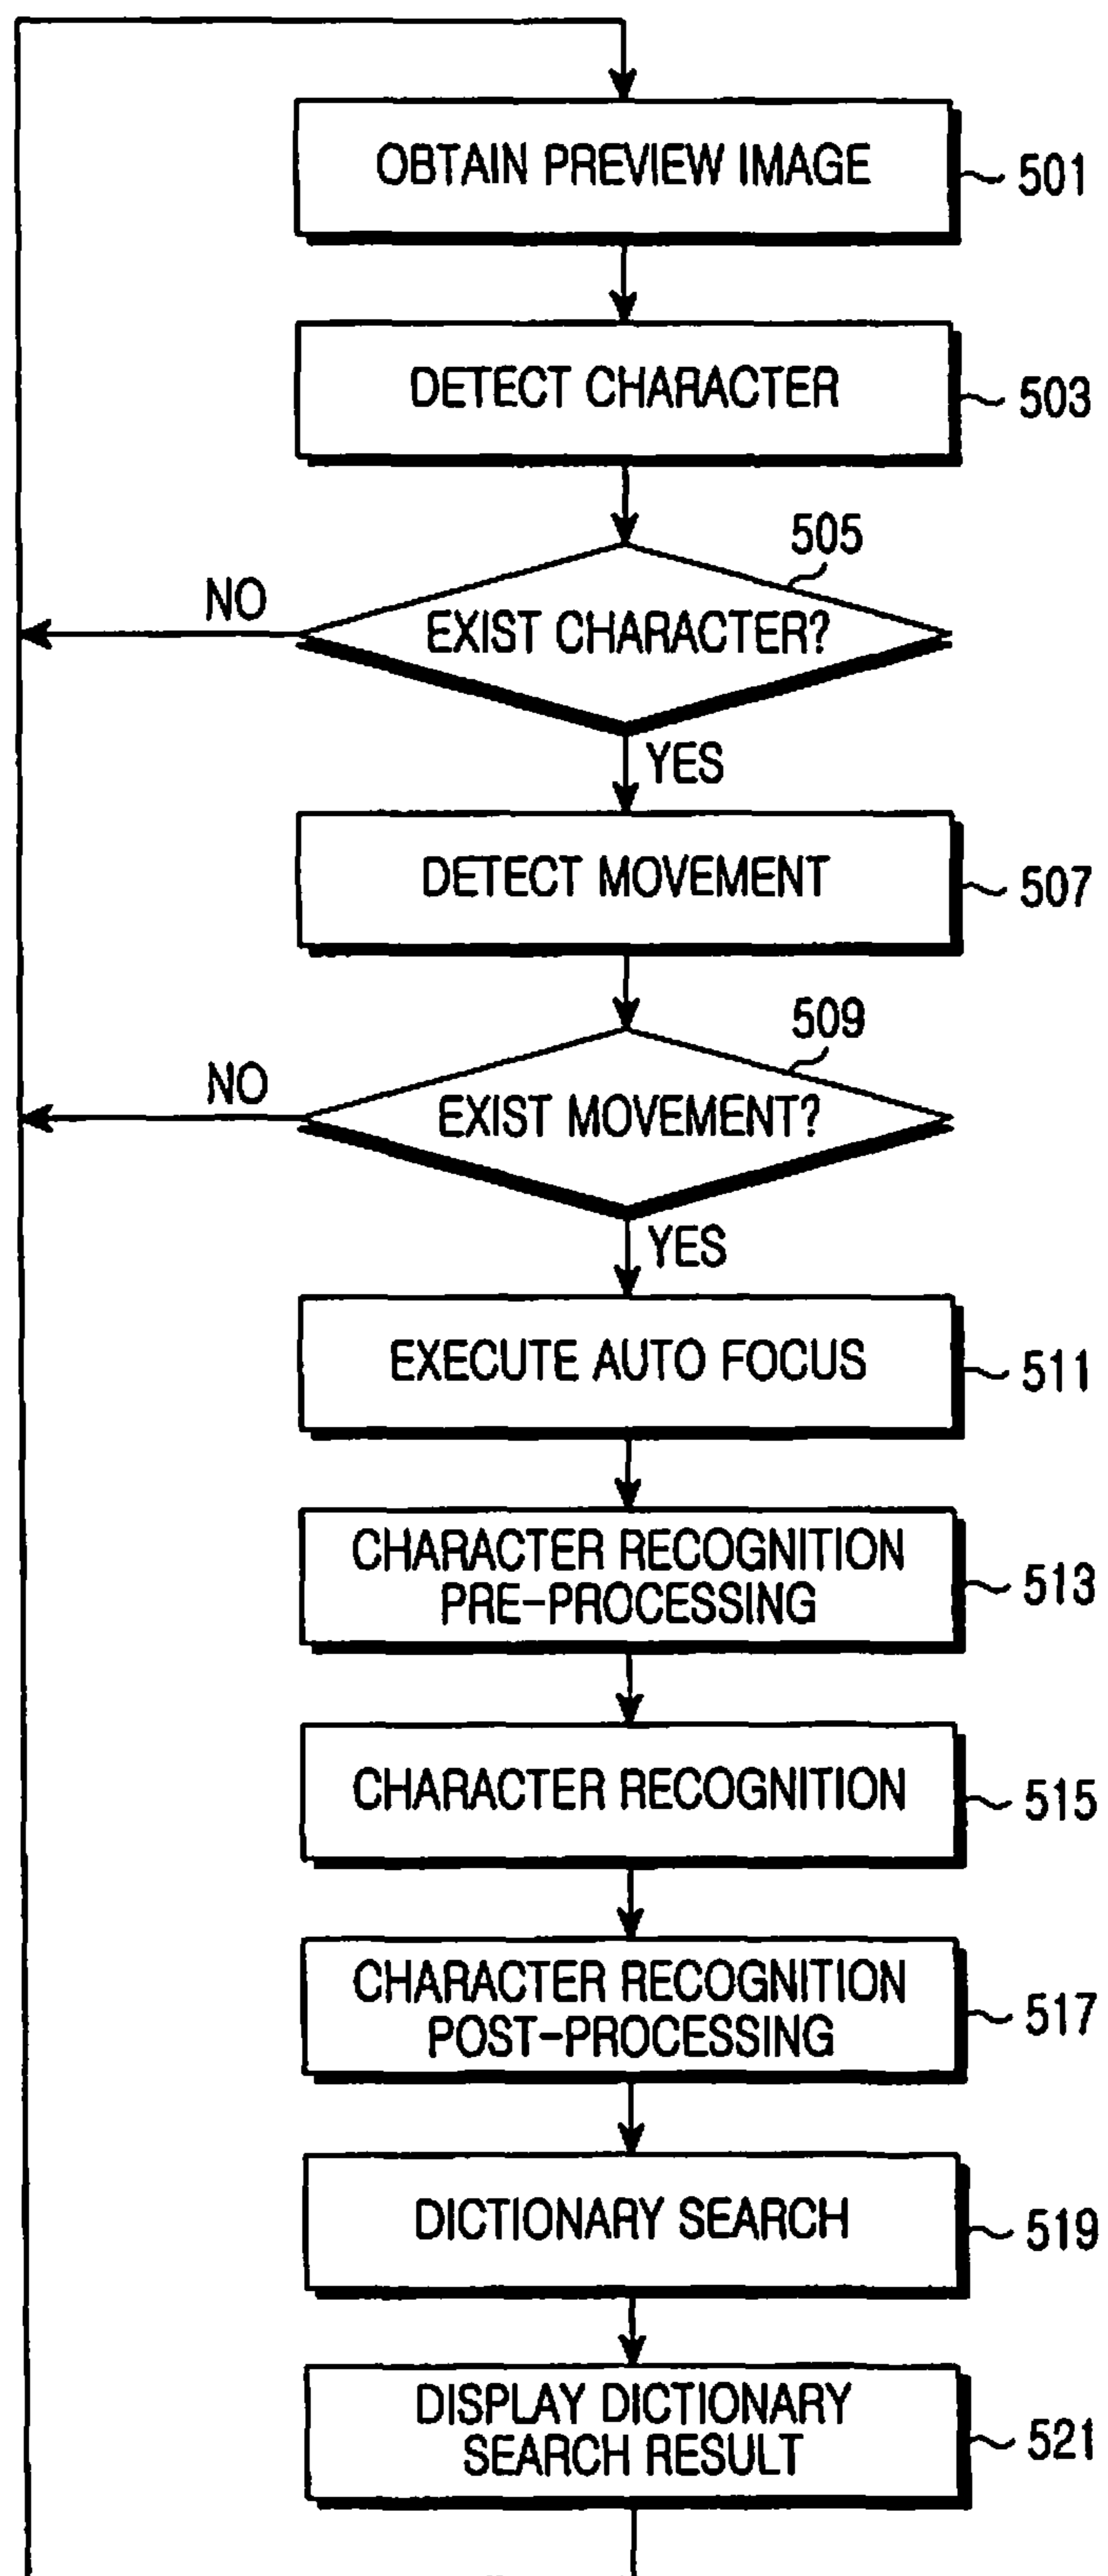 OBTAIN PREVIEW IMAGE
501
DETECT CHARACTER
503
505
NO
EXIST CHARACTER?
YES
DETECT MOVEMENT
507
509
NO
EXIST MOVEMENT?
YES
EXECUTE AUTO FOCUS
511
CHARACTER RECOGNITION
PRE-PROCESSING
513
CHARACTER RECOGNITION
515
CHARACTER RECOGNITION
POST-PROCESSING
517
DICTIONARY SEARCH
519
DISPLAY DICTIONARY
SEARCH RESULT
521